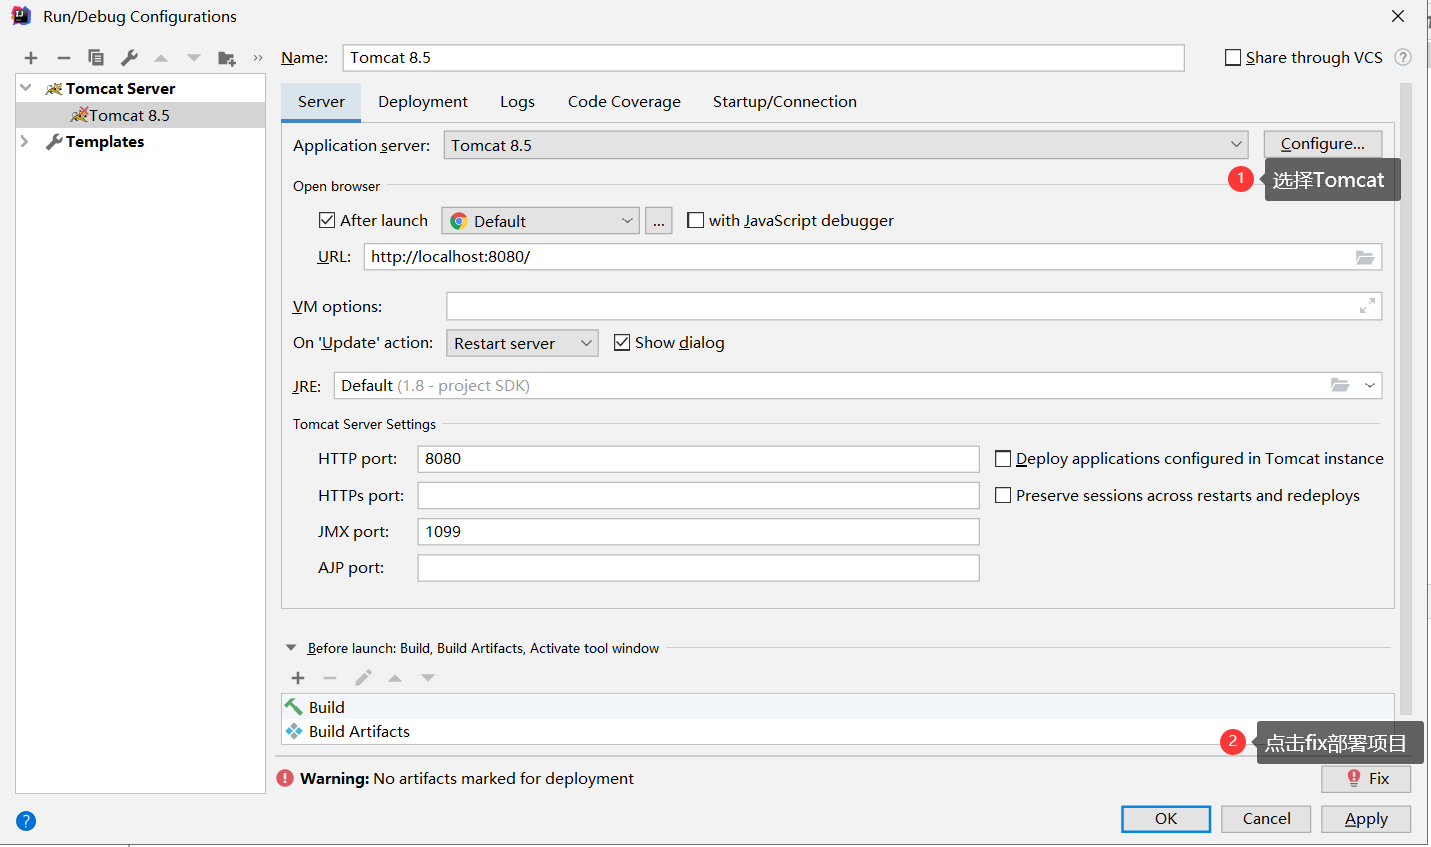 Run/Debug Configurations
Name: Tomcat 8.5
Share through VCS ?
Tomcat Server
Tomcat 8.5
Templates
Server Deployment Logs Code Coverage Startup/Connection
Application server: Tomcat 8.5 Configure...
1 选择Tomcat
Open browser
After launch Default ... with JavaScript debugger
URL: http://localhost:8080/
VM options:
On 'Update' action: Restart server Show dialog
JRE: Default (1.8 - project SDK)
Tomcat Server Settings
HTTP port: 8080 Deploy applications configured in Tomcat instance
HTTPs port: Preserve sessions across restarts and redeploys
JMX port: 1099
AJP port:
Before launch: Build, Build Artifacts, Activate tool window
Build
Build Artifacts
2 点击fix部署项目
Warning: No artifacts marked for deployment
Fix
? OK Cancel Apply